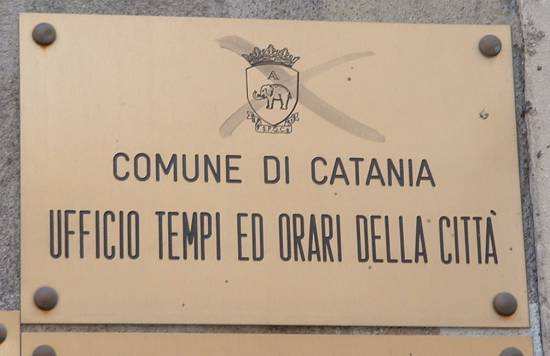 A
COMUNE DI CATANIA
UFFICIO TEMPI ED ORARI DELLA CITTÀ